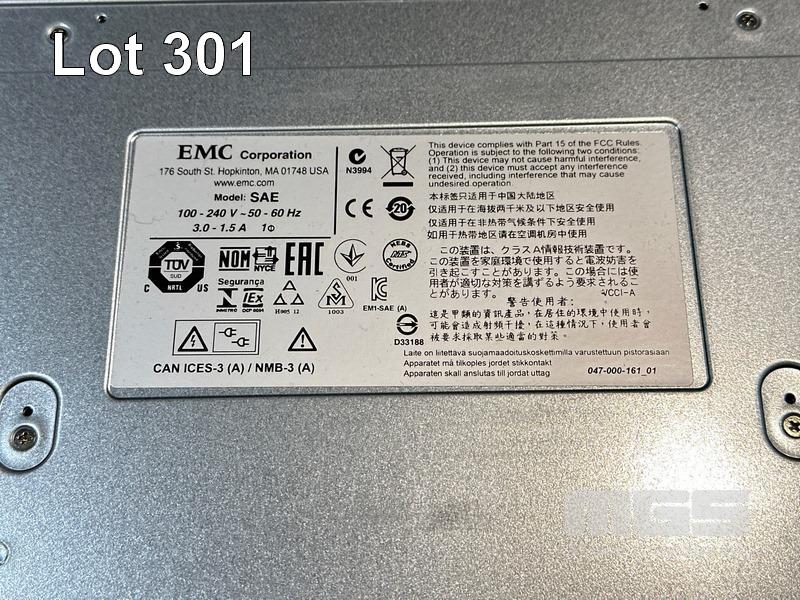 Lot 301
EMC Corporation
176 South St. Hopkinton, MA 01748 USA
www.emc.com
Model: SAE
100 - 240 V ~ 50 - 60 Hz
3.0 - 1.5 A 1Φ
N3994
This device complies with Part 15 of the FCC Rules.
Operation is subject to the following two conditions:
(1) This device may not cause harmful interference,
and (2) this device must accept any interference
received, including interference that may cause
undesired operation.
CE
20
本标签只适用于中国大陆地区
仅适用于在海拔两千米及以下地区安全使用
仅适用于在非热带气候条件下安全使用
如用于热带地区请在空调机房中使用
TÜV
SUD
NRTL
C US
NOM
NYCE
EAC
001
NEBS
Certified
Segurança
INMETRO
IEx
OCP 0004
H005 12
1003
EM1-SAE (A)
この装置は、クラスA情報技術装置です。
この装置を家庭環境で使用すると電波妨害を
引き起こすことがあります。この場合には使
用者が適切な対策を講ずるよう要求されるこ
とがあります。 VCCI-A
警告使用者:
這是甲類的資訊產品，在居住的環境中使用時，
可能會造成射頻干擾，在這種情況下，使用者會
被要求採取某些適當的對策。
D33188
CAN ICES-3 (A) / NMB-3 (A)
Laite on liitettävä suojamaadoituskoskettimilla varustettuun pistorasiaan
Apparatet må tilkoples jordet stikkontakt
Apparaten skall anslutas till jordat uttag
047-000-161_01
MGS